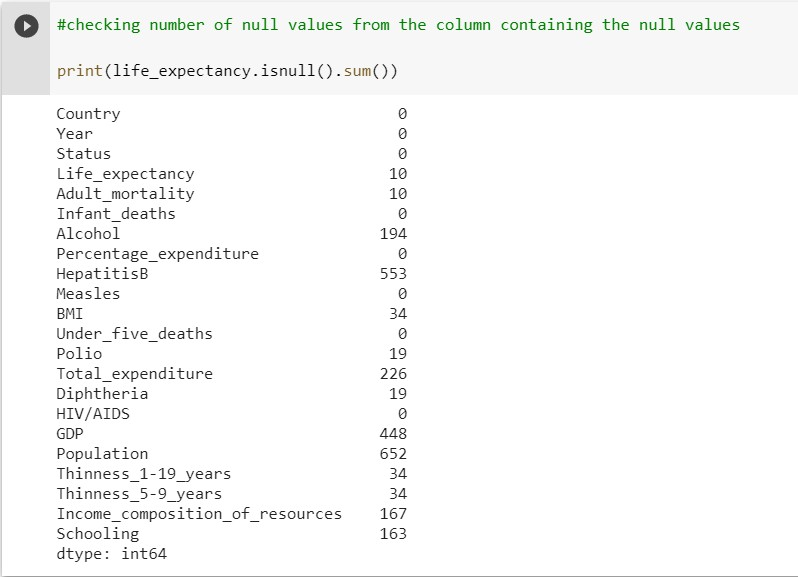 #checking number of null values from the column containing the null values
print(life_expectancy.isnull().sum())
Country 0
Year 0
Status 0
Life_expectancy 10
Adult_mortality 10
Infant_deaths 0
Alcohol 194
Percentage_expenditure 0
HepatitisB 553
Measles 0
BMI 34
Under_five_deaths 0
Polio 19
Total_expenditure 226
Diphtheria 19
HIV/AIDS 0
GDP 448
Population 652
Thinness_1-19_years 34
Thinness_5-9_years 34
Income_composition_of_resources 167
Schooling 163
dtype: int64